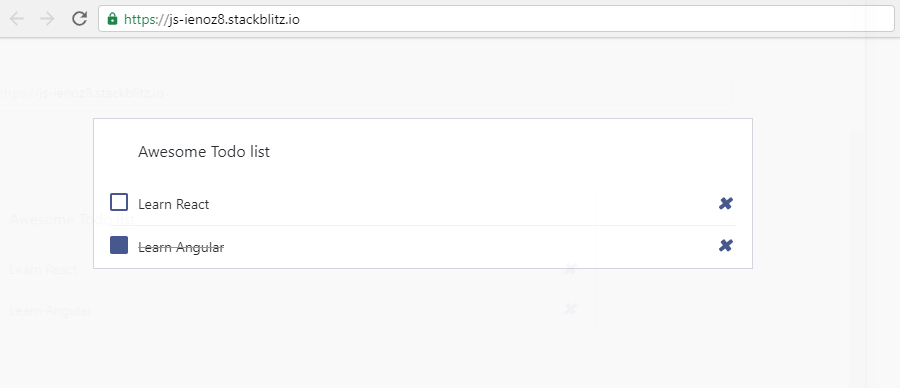 https://js-ienoz8.stackblitz.io
ttps://js-ienoz8.stackblitz.io
Awesome Todo list
Learn React
Awesome Todo list
Learn Angular
Learn React
Learn Angular